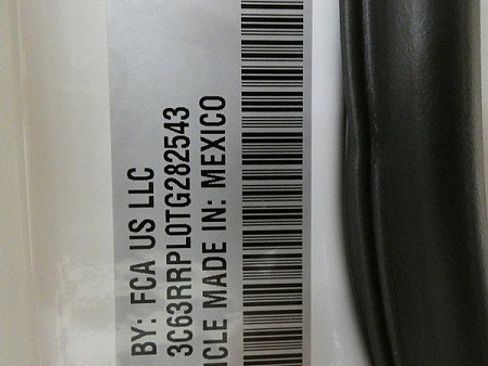 BY: FCA US LLC
3C63RRPL0TG282543
ICLE MADE IN: MEXICO